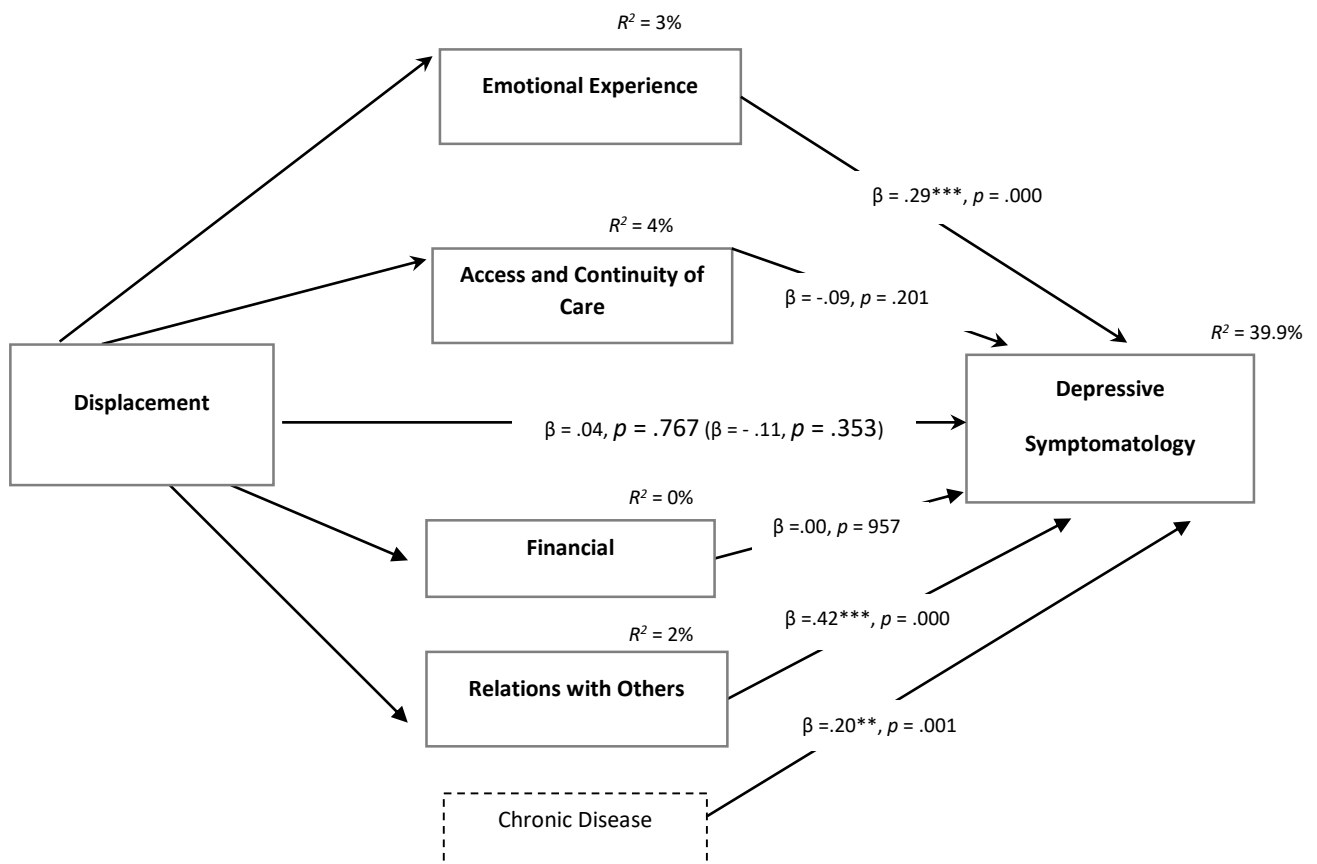 R² = 3%
Emotional Experience
β = .29***, p = .000
R² = 4%
Access and Continuity of
Care
β = -.09, p = .201
R² = 39.9%
Displacement
Depressive
Symptomatology
β = .04, p = .767 (β = - .11, p = .353)
R² = 0%
Financial
β =.00, p = 957
R² = 2%
β =.42***, p = .000
Relations with Others
β =.20**, p = .001
Chronic Disease